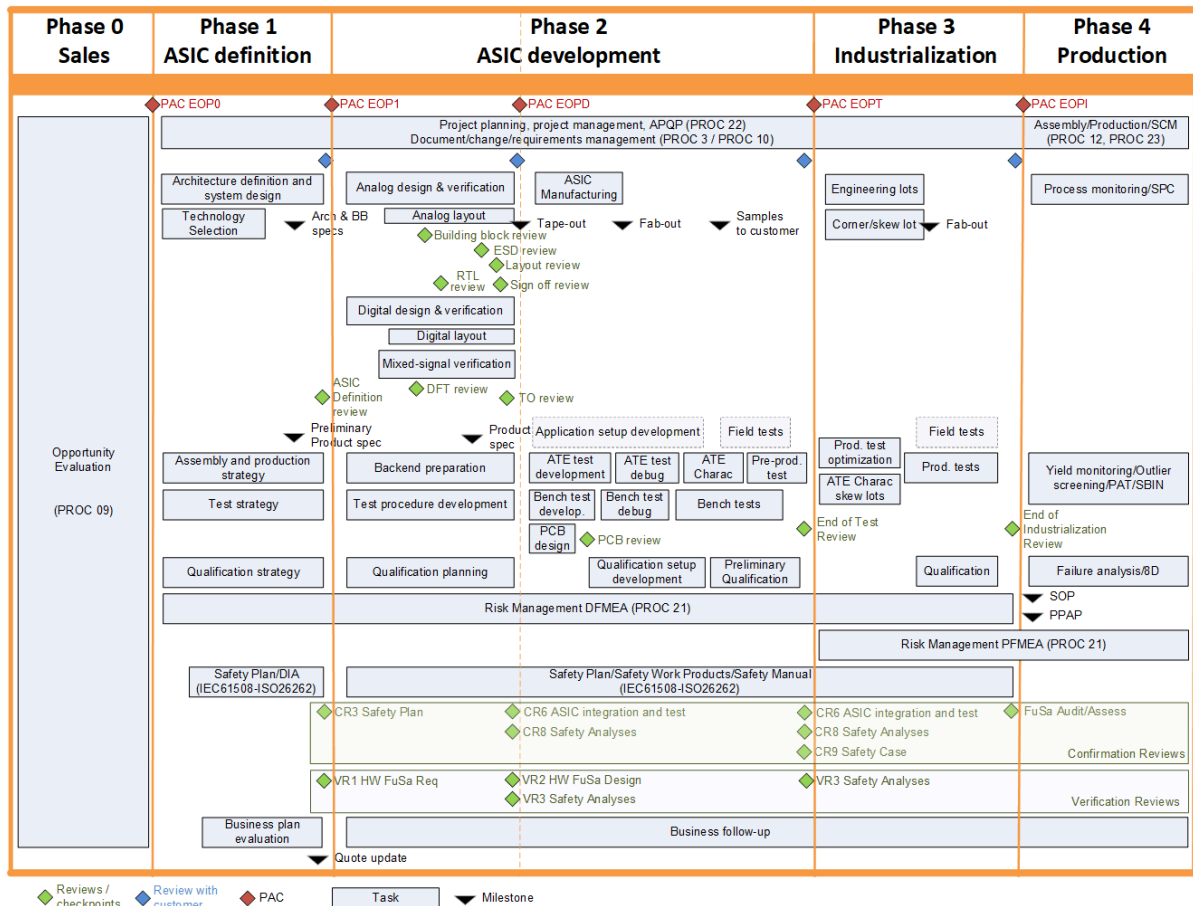 Phase 0
Sales
Phase 1
ASIC definition
Phase 2
ASIC development
Phase 3
Industrialization
Phase 4
Production
PAC EOP0
PAC EOP1
PAC EOPD
PAC EOPT
PAC EOPI
Project planning, project management, APQP (PROC 22)
Document/change/requirements management (PROC 3 / PROC 10)
Assembly/Production/SCM
(PROC 12, PROC 23)
Architecture definition and
system design
Analog design & verification
ASIC
Manufacturing
Engineering lots
Process monitoring/SPC
Technology
Selection
Arch & BB
specs
Analog layout
Tape-out
Fab-out
Samples
to customer
Corner/skew lot
Fab-out
Building block review
ESD review
Layout review
RTL
review
Sign off review
Digital design & verification
Digital layout
Mixed-signal verification
ASIC
Definition
review
DFT review
TO review
Preliminary
Product spec
Product
spec
Application setup development
Field tests
Prod. test
optimization
Field tests
Opportunity
Evaluation
(PROC 09)
Assembly and production
strategy
Backend preparation
ATE test
development
ATE test
debug
ATE
Charac
Pre-prod.
test
Prod. tests
Yield monitoring/Outlier
screening/PAT/SBIN
ATE Charac
skew lots
Test strategy
Test procedure development
Bench test
develop.
Bench test
debug
Bench tests
PCB
design
PCB review
End of Test
Review
End of
Industrialization
Review
Qualification strategy
Qualification planning
Qualification setup
development
Preliminary
Qualification
Qualification
Failure analysis/8D
Risk Management DFMEA (PROC 21)
SOP
PPAP
Risk Management PFMEA (PROC 21)
Safety Plan/DIA
(IEC61508-ISO26262)
Safety Plan/Safety Work Products/Safety Manual
(IEC61508-ISO26262)
CR3 Safety Plan
CR6 ASIC integration and test
CR8 Safety Analyses
CR6 ASIC integration and test
CR8 Safety Analyses
CR9 Safety Case
FuSa Audit/Assess
Confirmation Reviews
VR1 HW FuSa Req
VR2 HW FuSa Design
VR3 Safety Analyses
VR3 Safety Analyses
Verification Reviews
Business plan
evaluation
Business follow-up
Quote update
Reviews /
checkpoints
Review with
customer
PAC
Task
Milestone